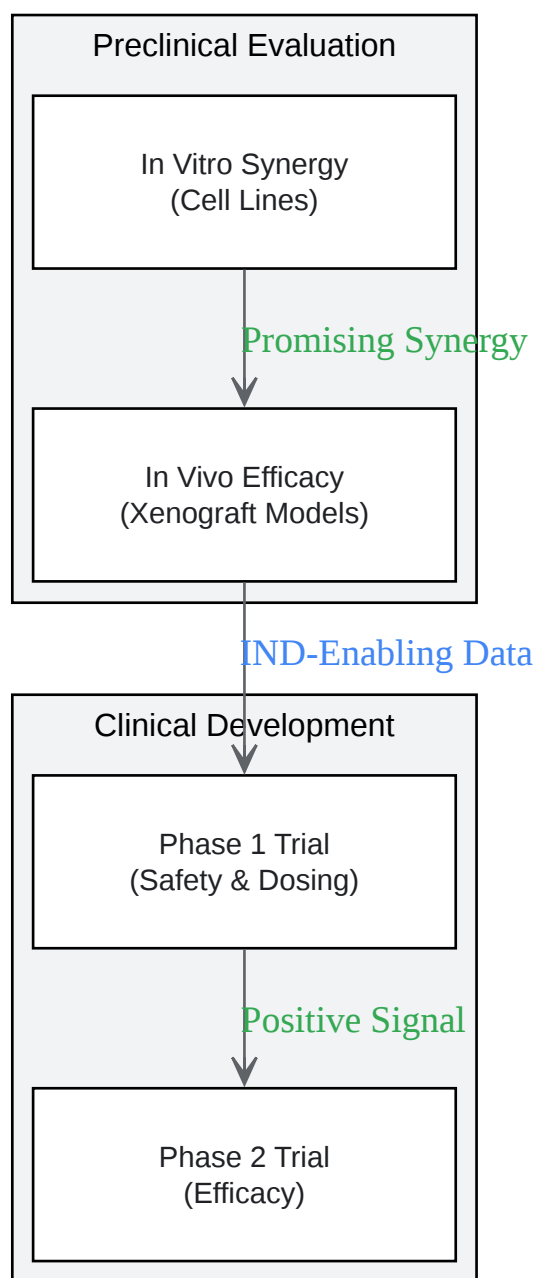 Preclinical Evaluation
In Vitro Synergy
(Cell Lines)
Promising Synergy
In Vivo Efficacy
(Xenograft Models)
IND-Enabling Data
Clinical Development
Phase 1 Trial
(Safety & Dosing)
Positive Signal
Phase 2 Trial
(Efficacy)